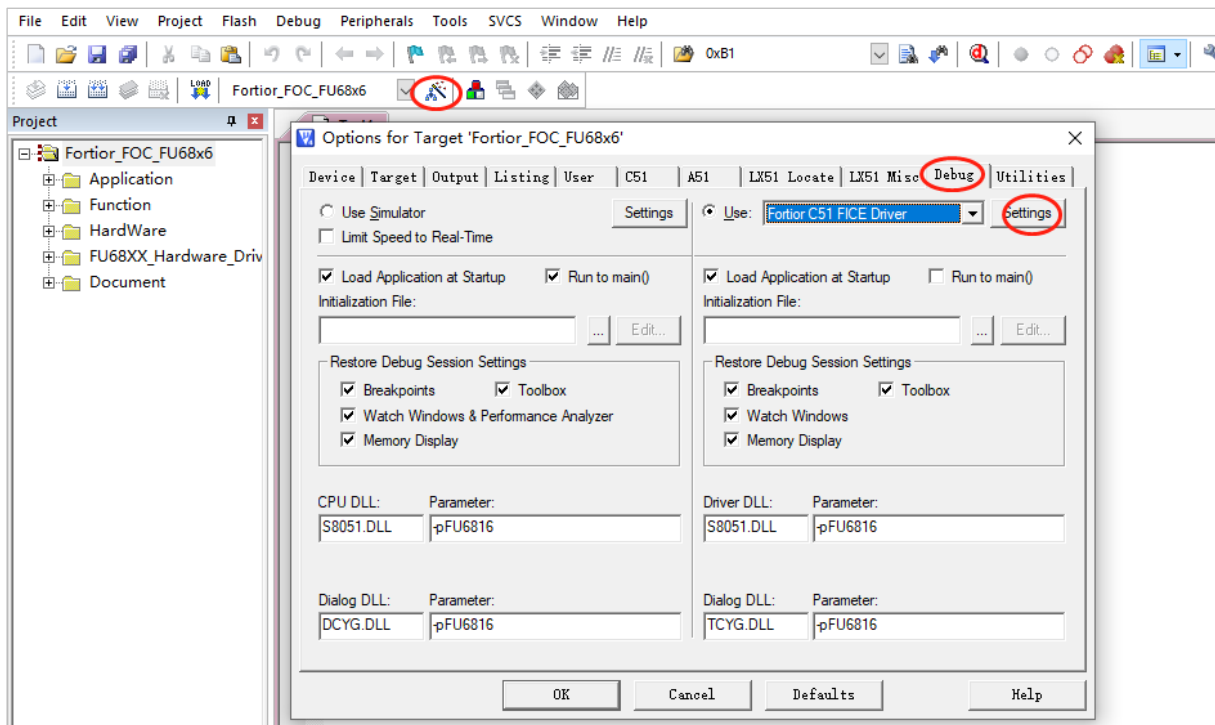 File Edit View Project Flash Debug Peripherals Tools SVCS Window Help
0xB1
LOAD Fortior_FOC_FU68x6
Project
Fortior_FOC_FU68x6
Application
Function
HardWare
FU68XX_Hardware_Driv
Document
Options for Target 'Fortior_FOC_FU68x6'
Device Target Output Listing User C51 A51 LX51 Locate LX51 Misc Debug Utilities
Use Simulator Settings
Limit Speed to Real-Time
Use: Fortior C51 FICE Driver Settings
Load Application at Startup Run to main()
Initialization File:
... Edit...
Restore Debug Session Settings
Breakpoints Toolbox
Watch Windows & Performance Analyzer
Memory Display
CPU DLL: Parameter:
S8051.DLL -pFU6816
Dialog DLL: Parameter:
DCYG.DLL -pFU6816
Load Application at Startup Run to main()
Initialization File:
... Edit...
Restore Debug Session Settings
Breakpoints Toolbox
Watch Windows
Memory Display
Driver DLL: Parameter:
S8051.DLL -pFU6816
Dialog DLL: Parameter:
TCYG.DLL -pFU6816
OK Cancel Defaults Help